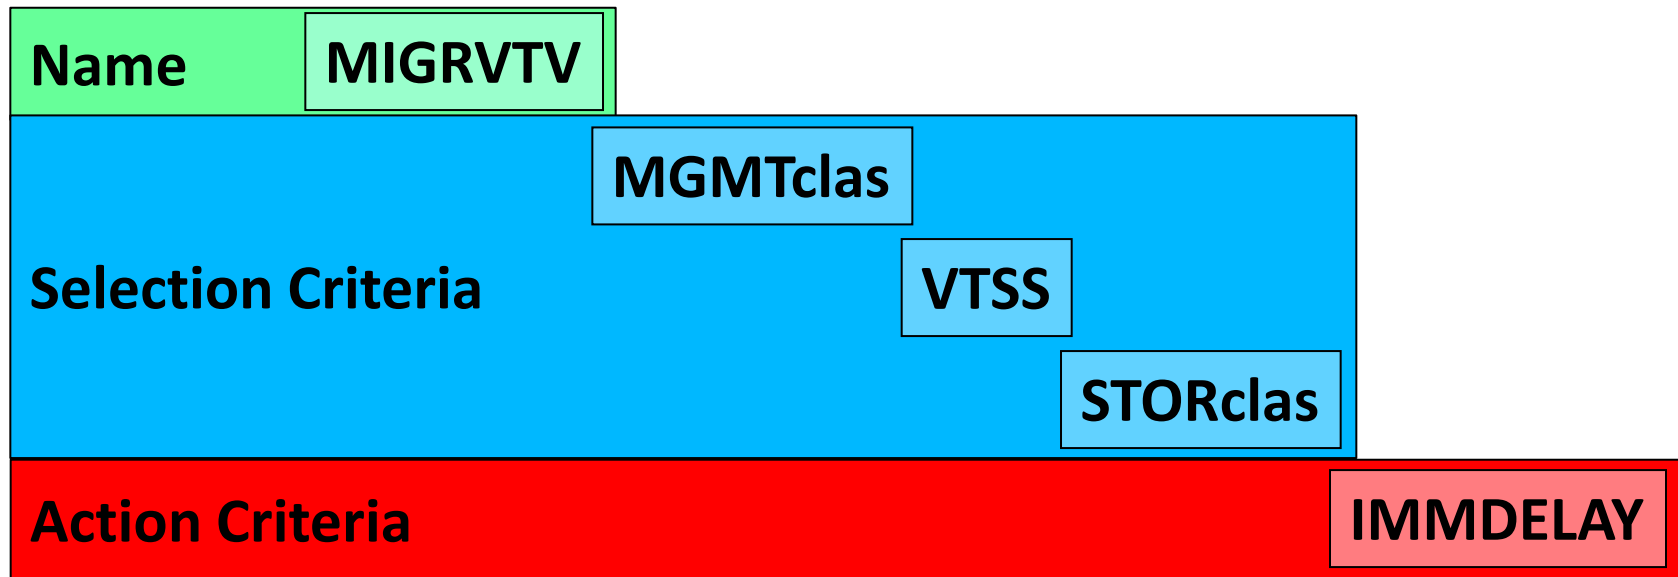 Name MIGRVTV
MGMTclas
VTSS
Selection Criteria
STORclas
Action Criteria IMMDELAY